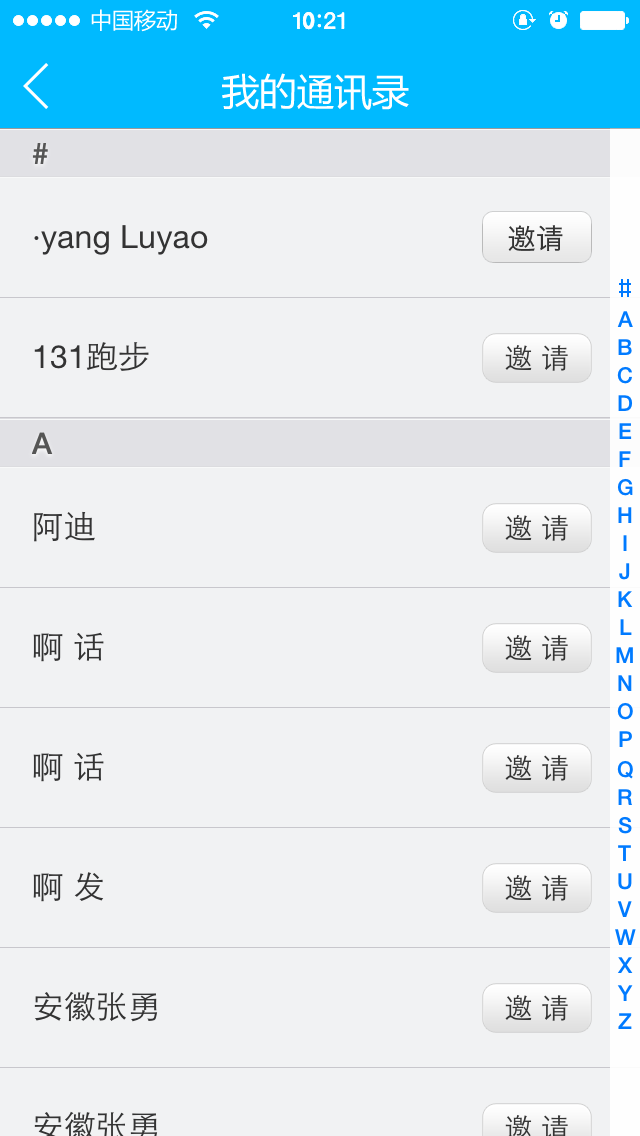 中国移动 10:21
我的通讯录
#
·yang Luyao 邀请
131跑步 邀 请
A
阿迪 邀 请
啊 话 邀 请
啊 话 邀 请
啊 发 邀 请
安徽张勇 邀 请
安徽张勇 邀 请
#
A
B
C
D
E
F
G
H
I
J
K
L
M
N
O
P
Q
R
S
T
U
V
W
X
Y
Z